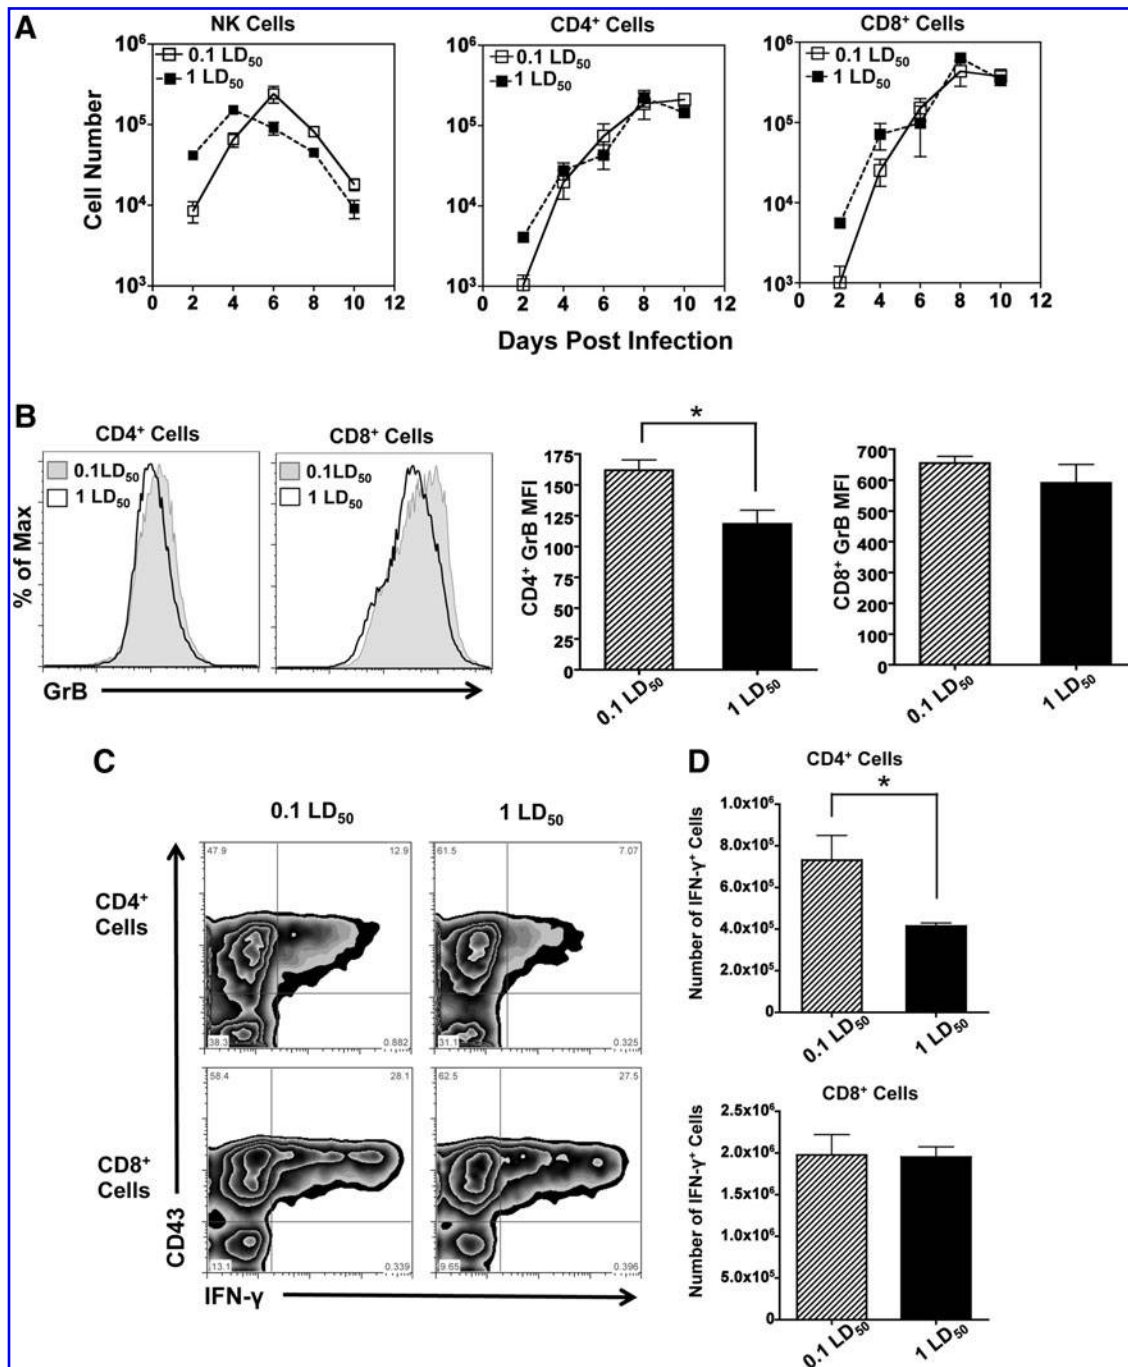 A
NK Cells
CD4⁺ Cells
CD8⁺ Cells
Cell Number
10⁶
10⁵
10⁴
10³
0.1 LD₅₀
1 LD₅₀
0 2 4 6 8 10 12
10⁶
10⁵
10⁴
10³
0.1 LD₅₀
1 LD₅₀
0 2 4 6 8 10 12
10⁶
10⁵
10⁴
10³
0.1 LD₅₀
1 LD₅₀
0 2 4 6 8 10 12
Days Post Infection
B
% of Max
CD4⁺ Cells
0.1LD₅₀
1 LD₅₀
CD8⁺ Cells
0.1LD₅₀
1 LD₅₀
GrB
CD4⁺ GrB MFI
175
150
125
100
75
50
25
0
*
0.1 LD₅₀
1 LD₅₀
CD8⁺ GrB MFI
700
600
500
400
300
200
100
0
0.1 LD₅₀
1 LD₅₀
C
0.1 LD₅₀
1 LD₅₀
CD4⁺
Cells
47.9 12.9
38.3 0.882
61.5 7.07
31.1 0.325
CD8⁺
Cells
58.4 28.1
13.1 0.339
62.5 27.5
9.65 0.396
CD43
IFN-γ
D
CD4⁺ Cells
Number of IFN-γ⁺ Cells
1.0x10⁶
8.0x10⁵
6.0x10⁵
4.0x10⁵
2.0x10⁵
0
*
0.1 LD₅₀
1 LD₅₀
CD8⁺ Cells
Number of IFN-γ⁺ Cells
2.5x10⁶
2.0x10⁶
1.5x10⁶
1.0x10⁶
5.0x10⁵
0
0.1 LD₅₀
1 LD₅₀